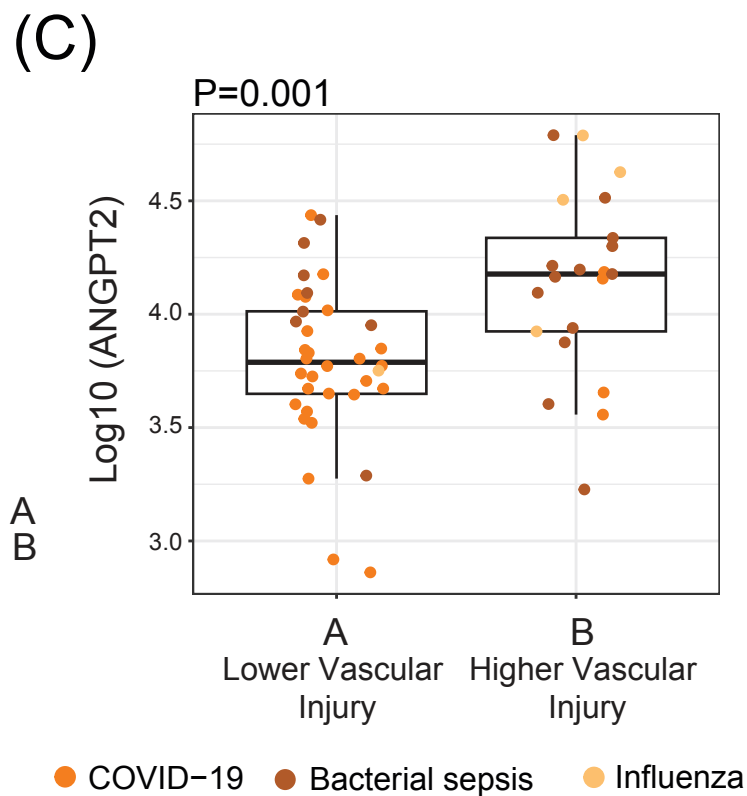 (C)
P=0.001
Log10 (ANGPT2)
4.5
4.0
3.5
3.0
A
B
A
Lower Vascular
Injury
B
Higher Vascular
Injury
COVID−19
Bacterial sepsis
Influenza